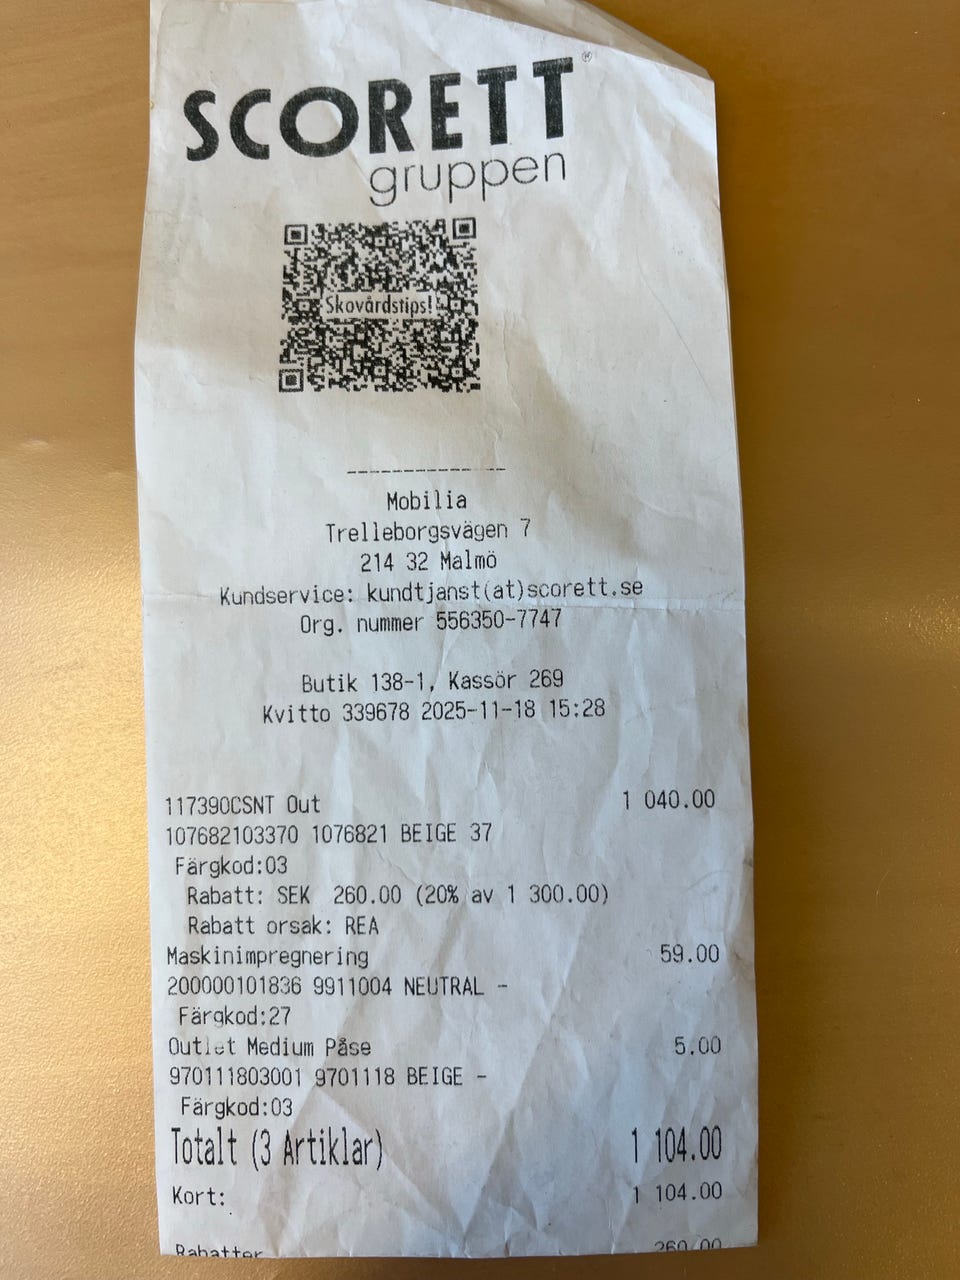 SCORETT®
gruppen
Skovårdstips!
--------------
Mobilia
Trelleborgsvägen 7
214 32 Malmö
Kundservice: kundtjanst(at)scorett.se
Org. nummer 556350-7747
Butik 138-1, Kassör 269
Kvitto 339678 2025-11-18 15:28
117390CSNT Out 1 040.00
107682103370 1076821 BEIGE 37
Färgkod:03
Rabatt: SEK 260.00 (20% av 1 300.00)
Rabatt orsak: REA
Maskinimpregnering 59.00
200000101836 9911004 NEUTRAL -
Färgkod:27
Outlet Medium Påse 5.00
970111803001 9701118 BEIGE -
Färgkod:03
Totalt (3 Artiklar) 1 104.00
Kort: 1 104.00
Rabatter 260.00